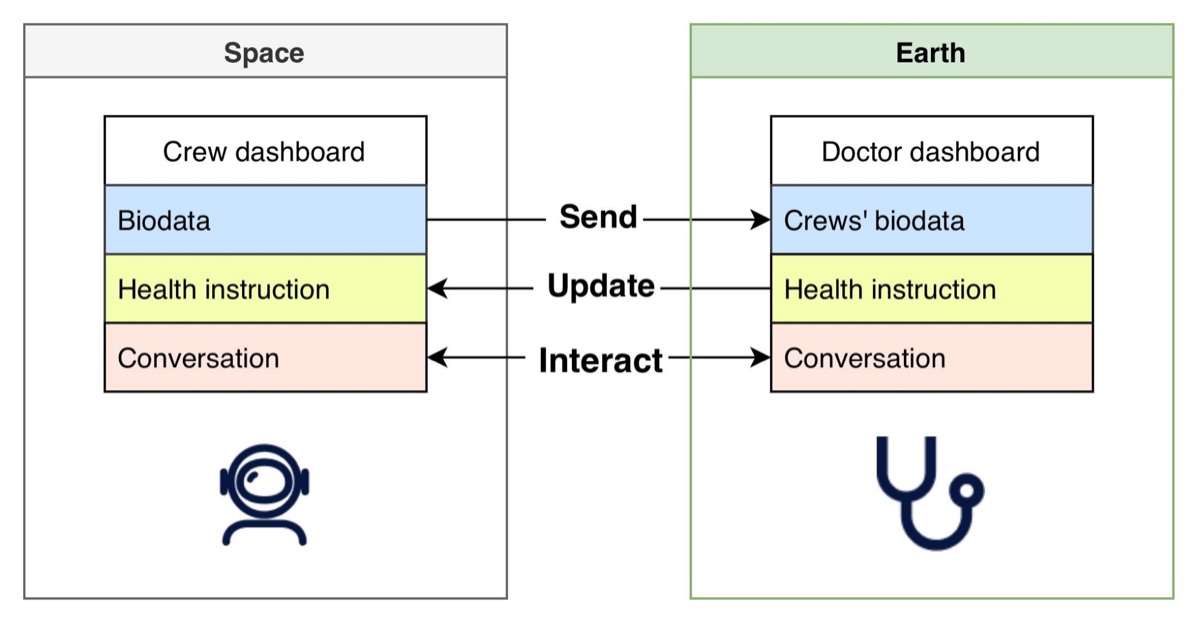 Space
Earth
Crew dashboard
Doctor dashboard
Biodata
Send
Crews' biodata
Health instruction
Update
Health instruction
Conversation
Interact
Conversation